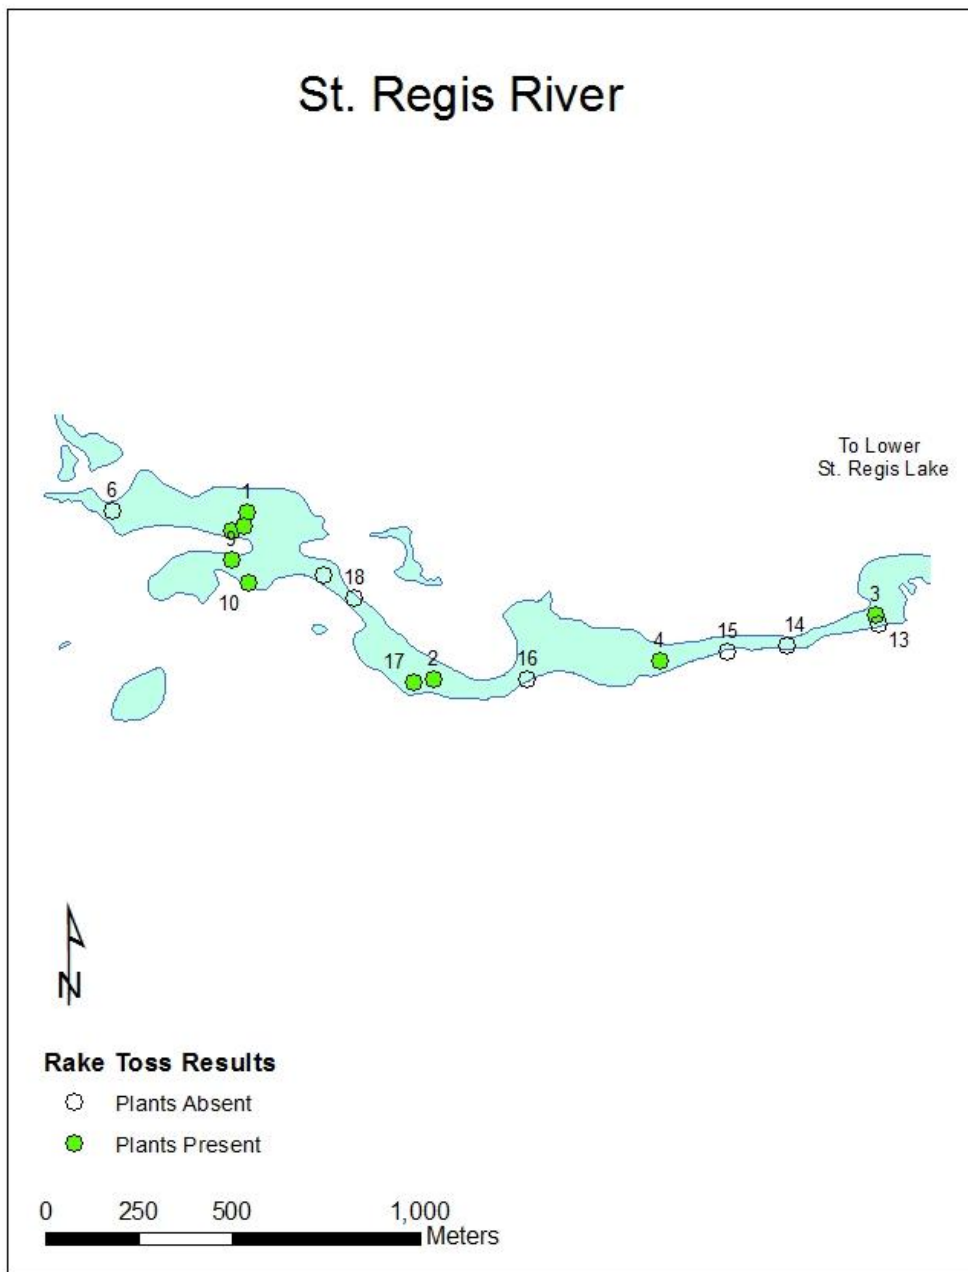 St. Regis River
To Lower
St. Regis Lake
6
1
9
10
18
17
2
16
4
15
14
3
13
N
Rake Toss Results
Plants Absent
Plants Present
0 250 500 1,000
Meters